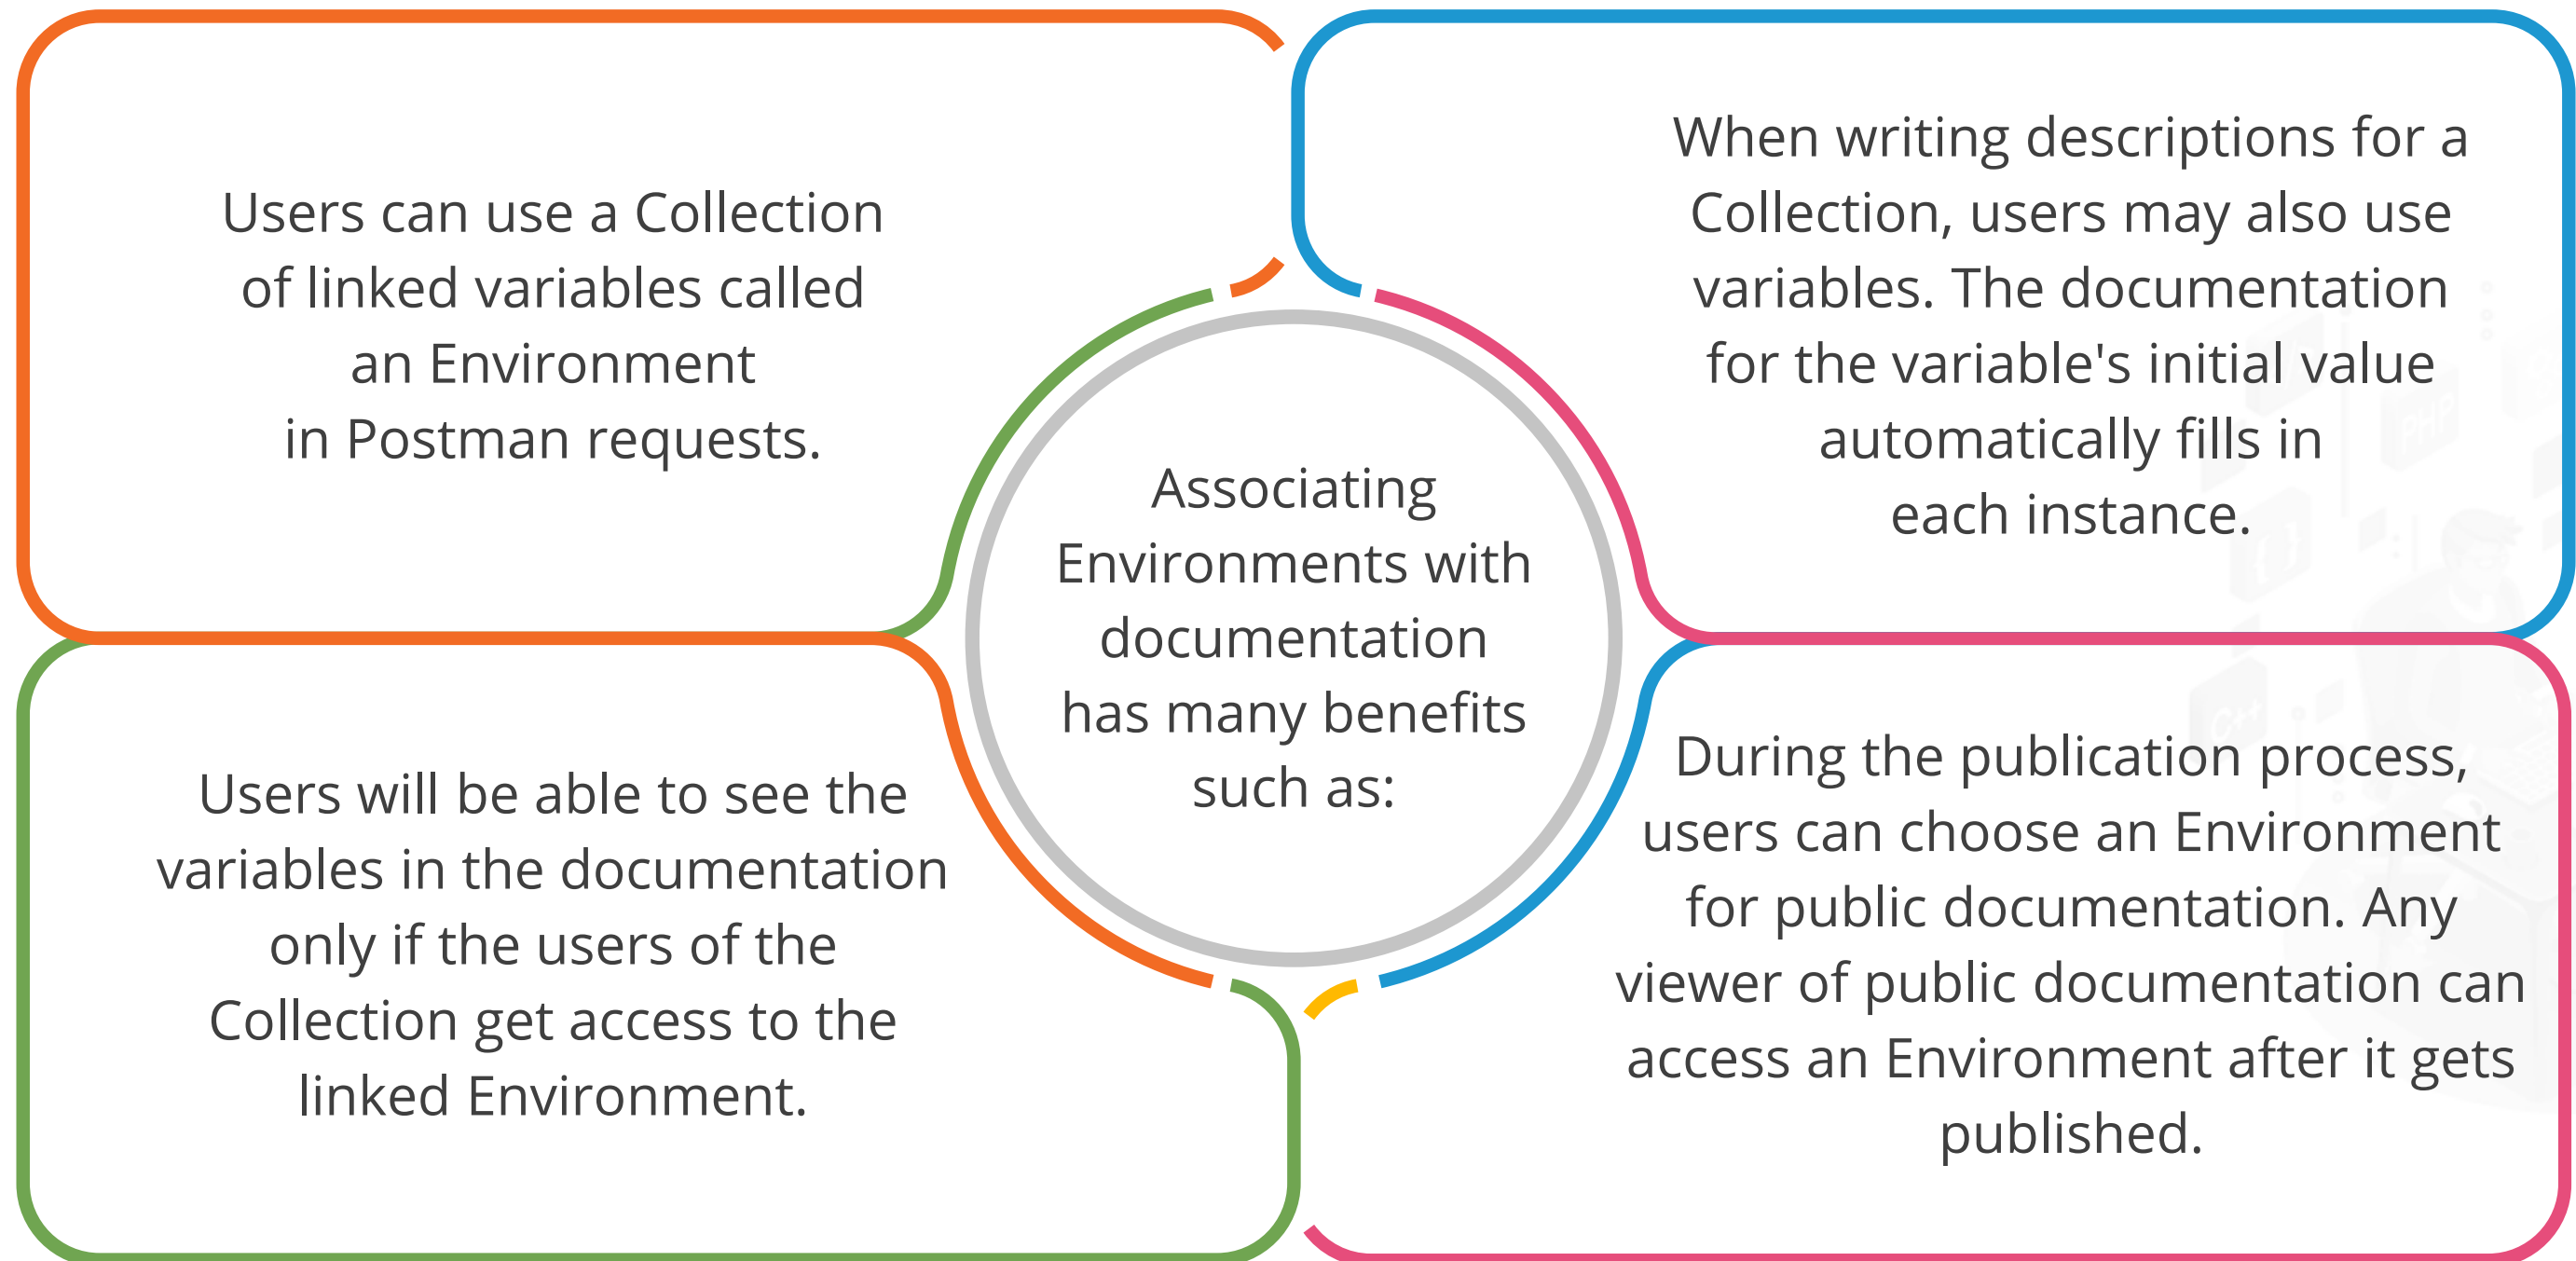 Users can use a Collection
of linked variables called
an Environment
in Postman requests.
When writing descriptions for a
Collection, users may also use
variables. The documentation
for the variable's initial value
automatically fills in
each instance.
Associating
Environments with
documentation
has many benefits
such as:
Users will be able to see the
variables in the documentation
only if the users of the
Collection get access to the
linked Environment.
During the publication process,
users can choose an Environment
for public documentation. Any
viewer of public documentation can
access an Environment after it gets
published.
PHP
{ }
C++